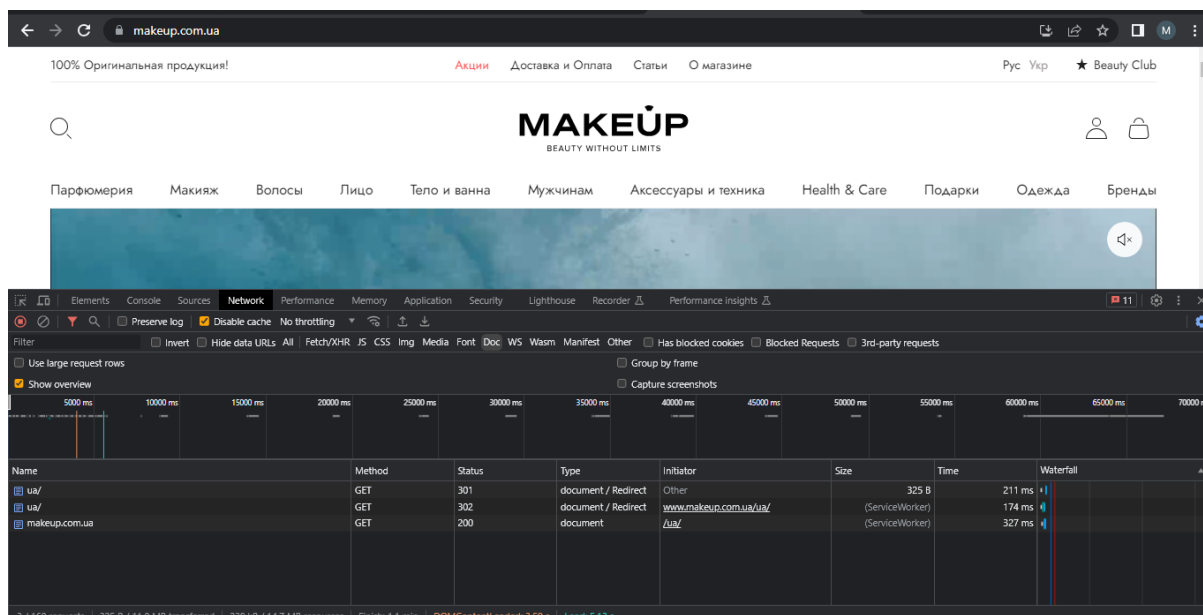 makeup.com.ua M
100% Оригинальная продукция! Акции Доставка и Оплата Статьи О магазине Рус Укр ★ Beauty Club
MAKEUP
BEAUTY WITHOUT LIMITS
Парфюмерия Макияж Волосы Лицо Тело и ванна Мужчинам Аксессуары и техника Health & Care Подарки Одежда Бренды
Elements Console Sources Network Performance Memory Application Security Lighthouse Recorder Performance insights 11
Preserve log Disable cache No throttling
Filter Invert Hide data URLs All Fetch/XHR JS CSS Img Media Font Doc WS Wasm Manifest Other Has blocked cookies Blocked Requests 3rd-party requests
Use large request rows Group by frame
Show overview Capture screenshots
5000 ms 10000 ms 15000 ms 20000 ms 25000 ms 30000 ms 35000 ms 40000 ms 45000 ms 50000 ms 55000 ms 60000 ms 65000 ms 70000
Name Method Status Type Initiator Size Time Waterfall
ua/ GET 301 document / Redirect Other 325 B 211 ms
ua/ GET 302 document / Redirect www.makeup.com.ua/ua/ (ServiceWorker) 174 ms
makeup.com.ua GET 200 document /ua/ (ServiceWorker) 327 ms